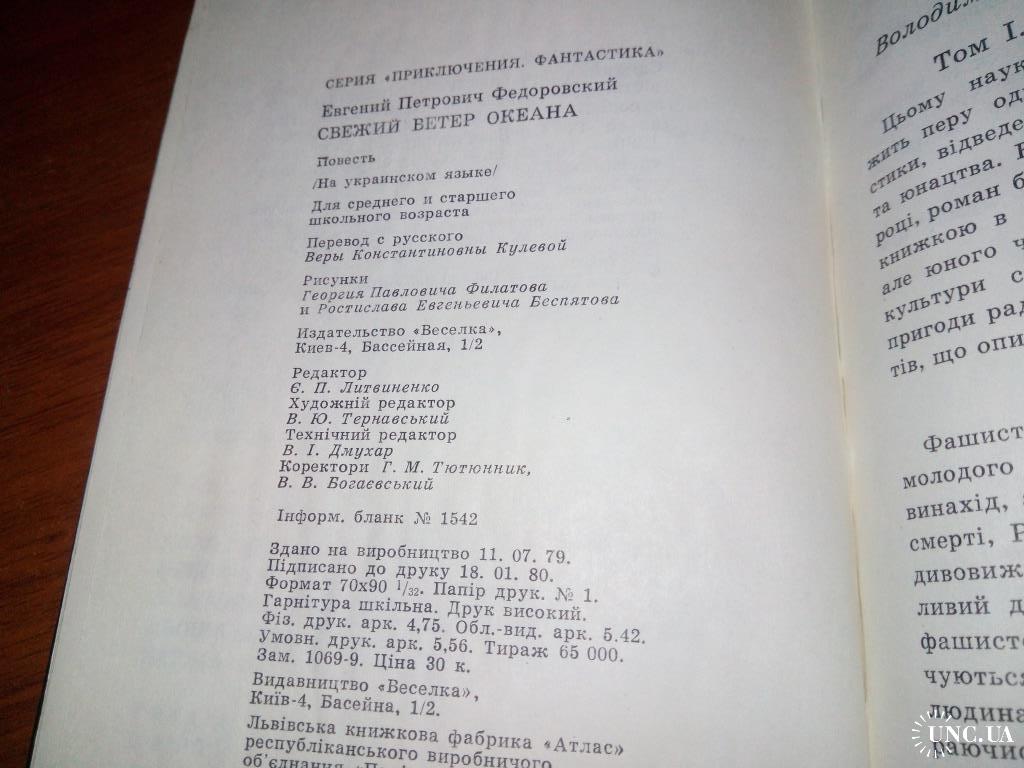 СЕРИЯ «ПРИКЛЮЧЕНИЯ. ФАНТАСТИКА»
Евгений Петрович Федоровский
СВЕЖИЙ ВЕТЕР ОКЕАНА
Повесть
/На украинском языке/
Для среднего и старшего
школьного возраста
Перевод с русского
Веры Константиновны Кулевой
Рисунки
Георгия Павловича Филатова
и Ростислава Евгеньевича Беспятова
Издательство «Веселка»,
Киев-4, Бассейная, 1/2
Редактор
Є. П. Литвиненко
Художній редактор
В. Ю. Тернавський
Технічний редактор
В. І. Дмухар
Коректори Г. М. Тютюнник,
В. В. Богаєвський
Інформ. бланк № 1542
Здано на виробництво 11. 07. 79.
Підписано до друку 18. 01. 80.
Формат 70х90 1/32. Папір друк. № 1.
Гарнітура шкільна. Друк високий.
Фіз. друк. арк. 4,75. Обл.-вид. арк. 5.42.
Умовн. друк. арк. 5,56. Тираж 65 000.
Зам. 1069-9. Ціна 30 к.
Видавництво «Веселка»,
Київ-4, Басейна, 1/2.
Львівська книжкова фабрика «Атлас»
республіканського виробничого
об'єднання
Том I.
Цьому наук
жить перу од
стики, відведе
та юнацтва.
році, роман б
книжкою в
але юного ч
культури с
пригоди рад
тів, що опи
Фашист
молодого
винахід,
смерті,
дивовиж
ливий д
фашист
чуються
людина
UNC.UA